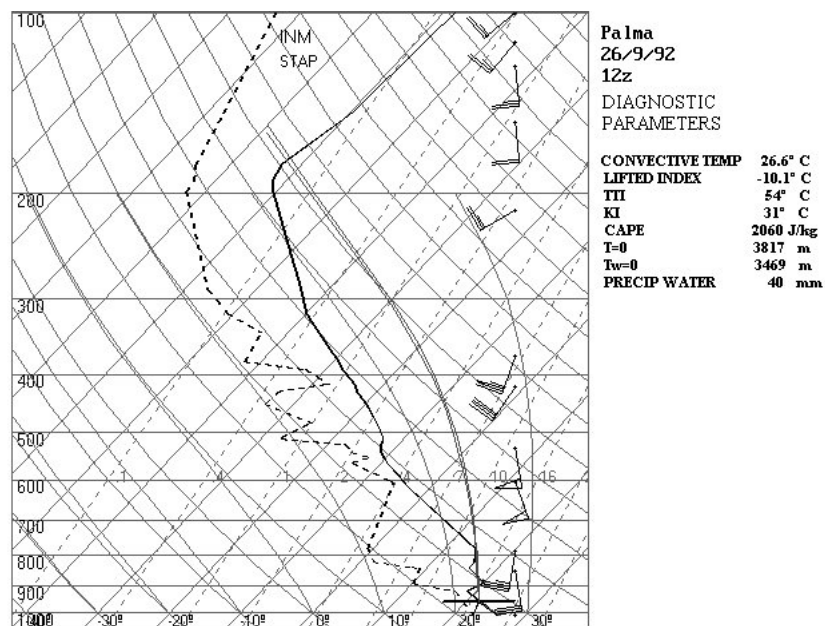 100
INM
STAP
200
300
400
500
600
700
800
900
1 4 1 2 4 7 10 16
-30º -20º -10º 0º 10º 20º 30º
Palma
26/9/92
12z
DIAGNOSTIC
PARAMETERS
CONVECTIVE TEMP 26.6° C
LIFTED INDEX -10.1° C
TTI 54° C
KI 31° C
CAPE 2060 J/kg
T=0 3817 m
Tw=0 3469 m
PRECIP WATER 40 mm